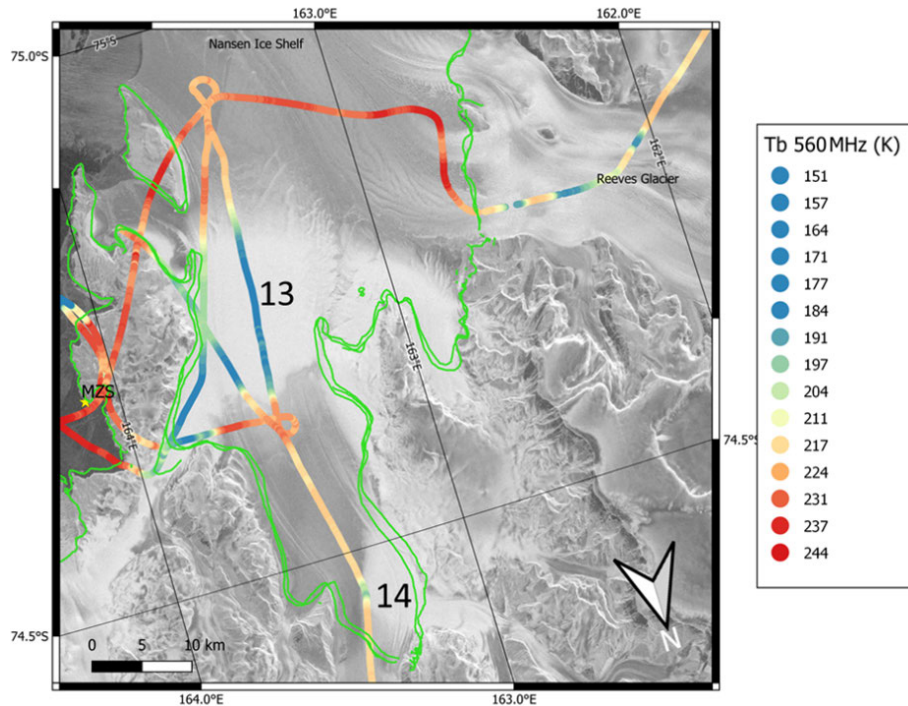 163.0°E
162.0°E
75.0°S
75°S
Nansen Ice Shelf
162°E
Reeves Glacier
13
163°E
MZS
164°E
74.5°S
14
N
0 5 10 km
74.5°S
164.0°E
163.0°E
Tb 560MHz (K)
151
157
164
171
177
184
191
197
204
211
217
224
231
237
244